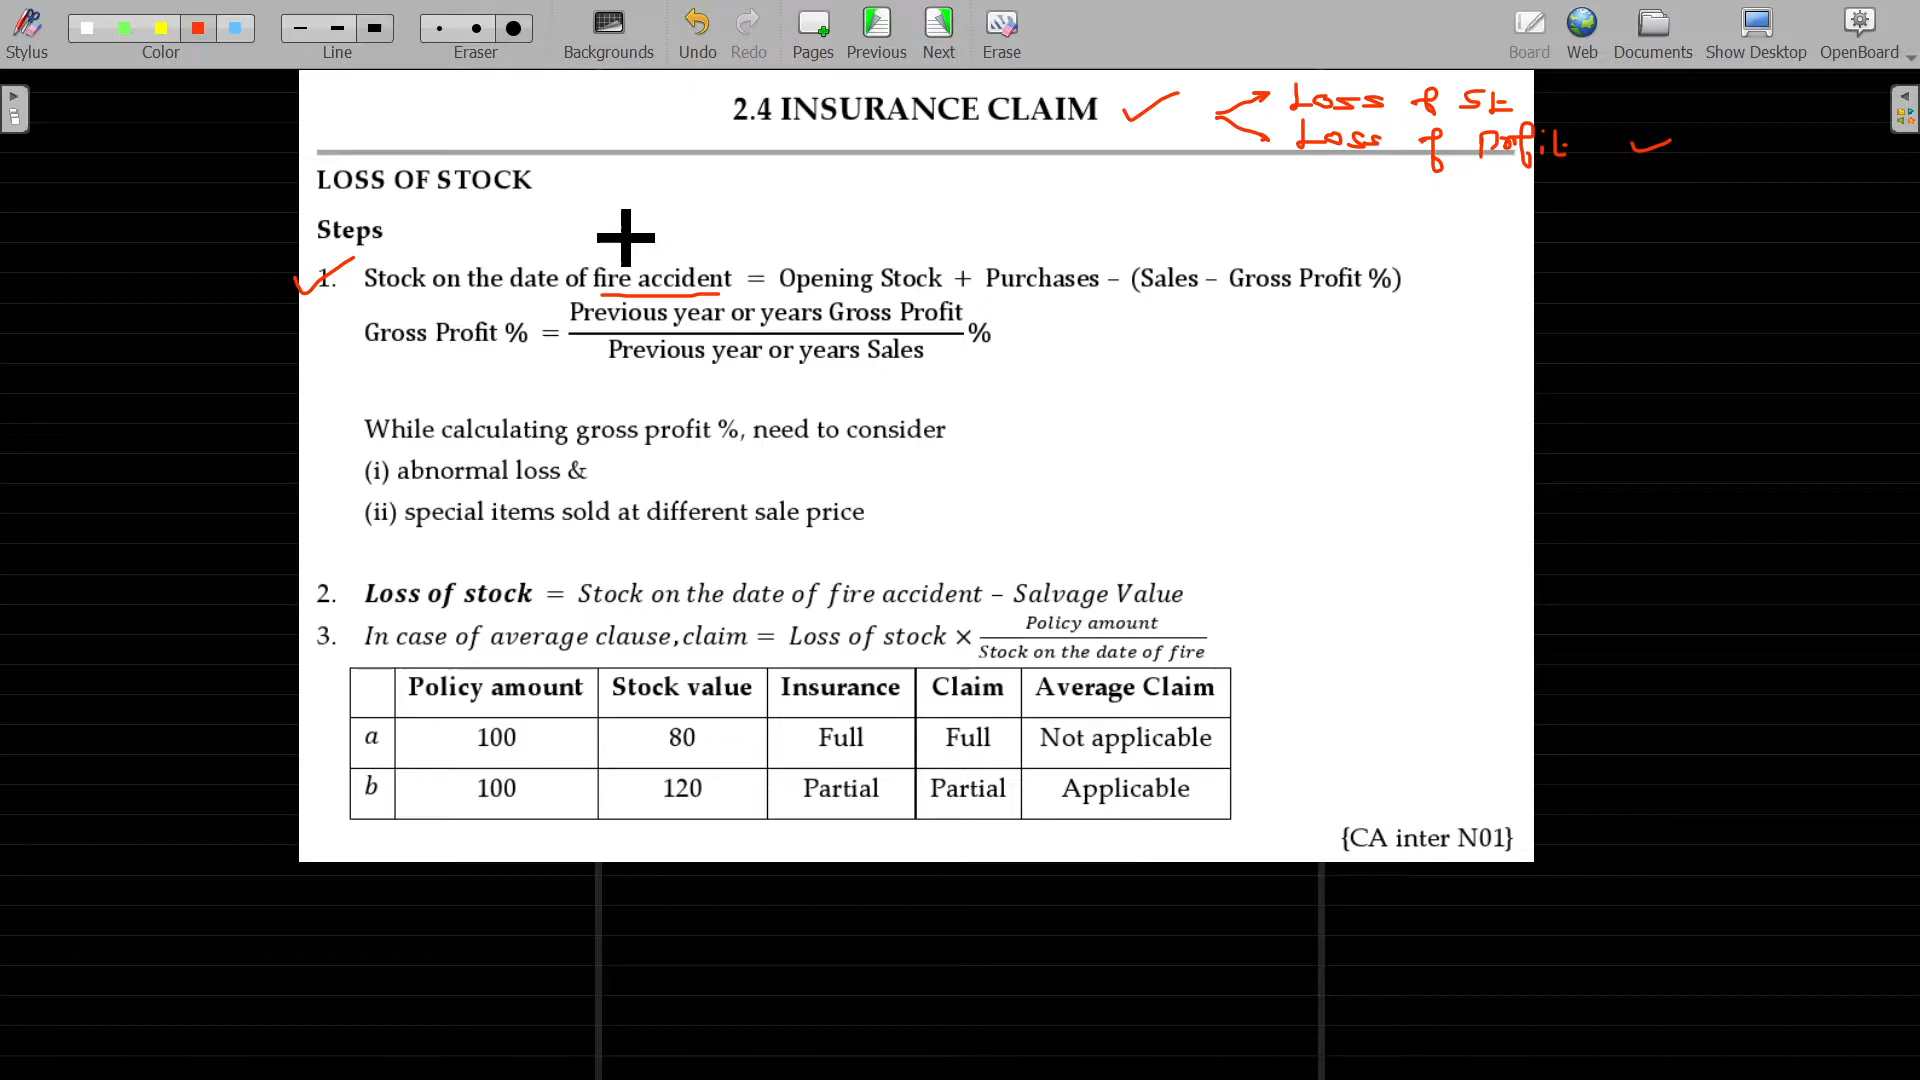 Stylus
Color
Line
Eraser
Backgrounds
Undo
Redo
Pages
Previous
Next
Erase
Board
Web
Documents
Show Desktop
OpenBoard
2.4 INSURANCE CLAIM
Loss of St
Loss of Profit
LOSS OF STOCK
Steps
1. Stock on the date of fire accident = Opening Stock + Purchases – (Sales – Gross Profit %)
Gross Profit % = Previous year or years Gross Profit / Previous year or years Sales %
While calculating gross profit %, need to consider
(i) abnormal loss &
(ii) special items sold at different sale price
2. Loss of stock = Stock on the date of fire accident – Salvage Value
3. In case of average clause, claim = Loss of stock × Policy amount / Stock on the date of fire
Policy amount Stock value Insurance Claim Average Claim
a 100 80 Full Full Not applicable
b 100 120 Partial Partial Applicable
{CA inter N01}